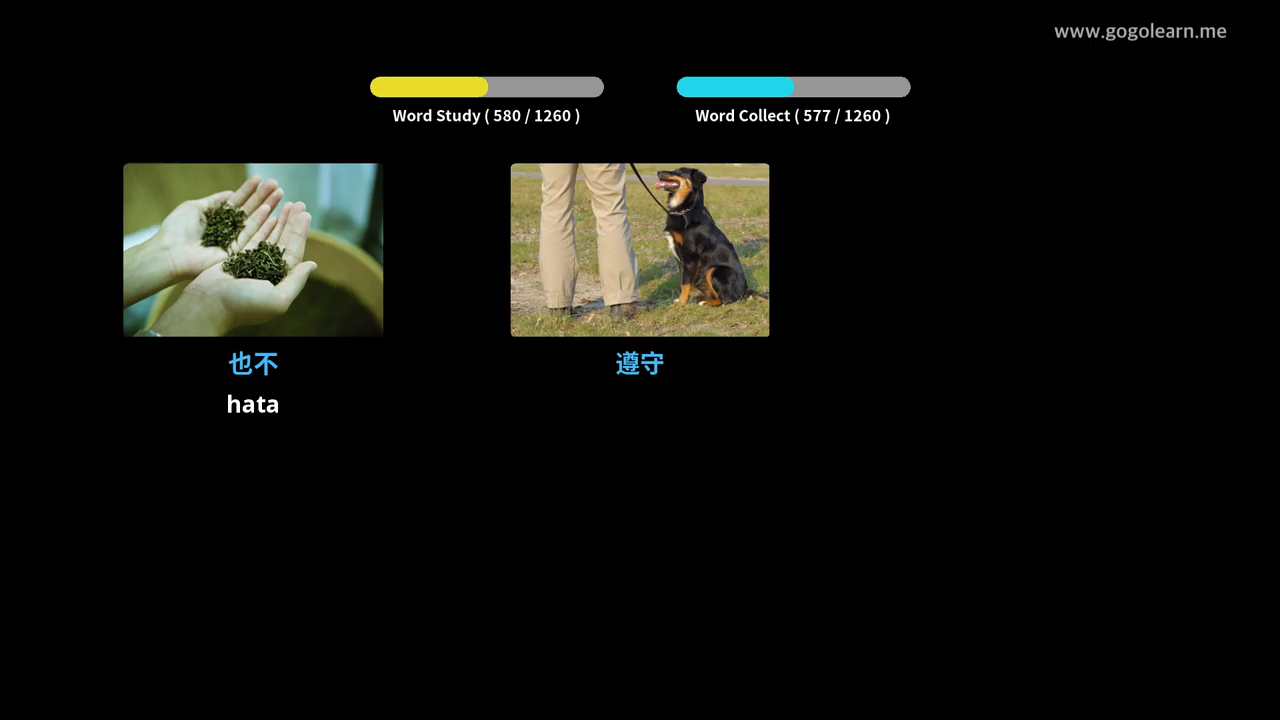 www.gogolearn.me
Word Study ( 580 / 1260 )
Word Collect ( 577 / 1260 )
也不
hata
遵守